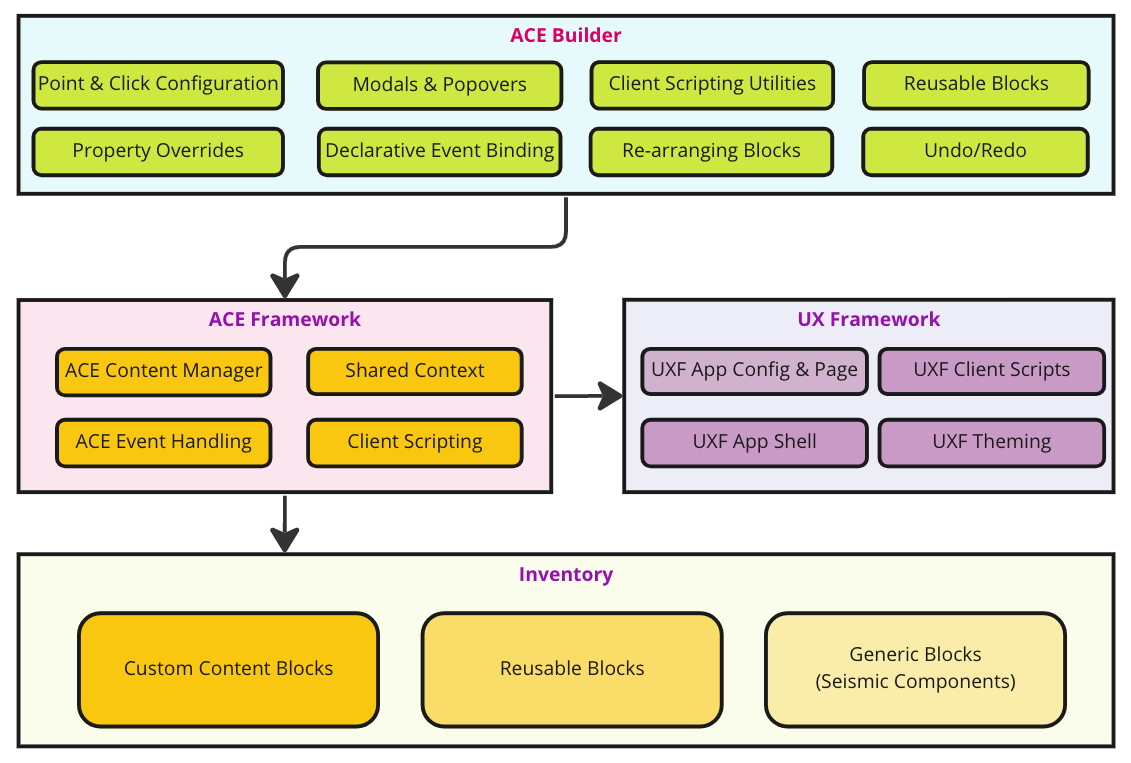 ACE Builder
Point & Click Configuration
Modals & Popovers
Client Scripting Utilities
Reusable Blocks
Property Overrides
Declarative Event Binding
Re-arranging Blocks
Undo/Redo
ACE Framework
ACE Content Manager
Shared Context
ACE Event Handling
Client Scripting
UX Framework
UXF App Config & Page
UXF Client Scripts
UXF App Shell
UXF Theming
Inventory
Custom Content Blocks
Reusable Blocks
Generic Blocks
(Seismic Components)